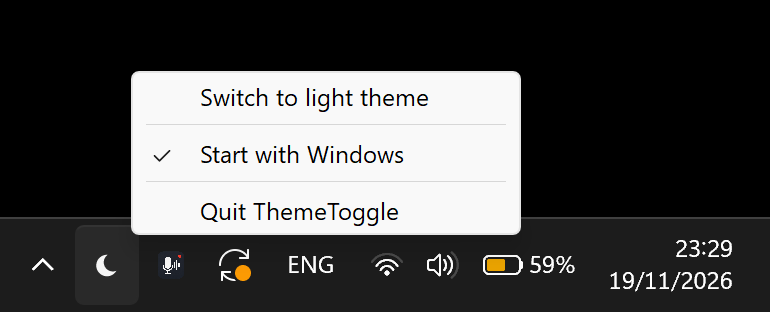 Switch to light theme
Start with Windows
Quit ThemeToggle
ENG
59%
23:29
19/11/2026